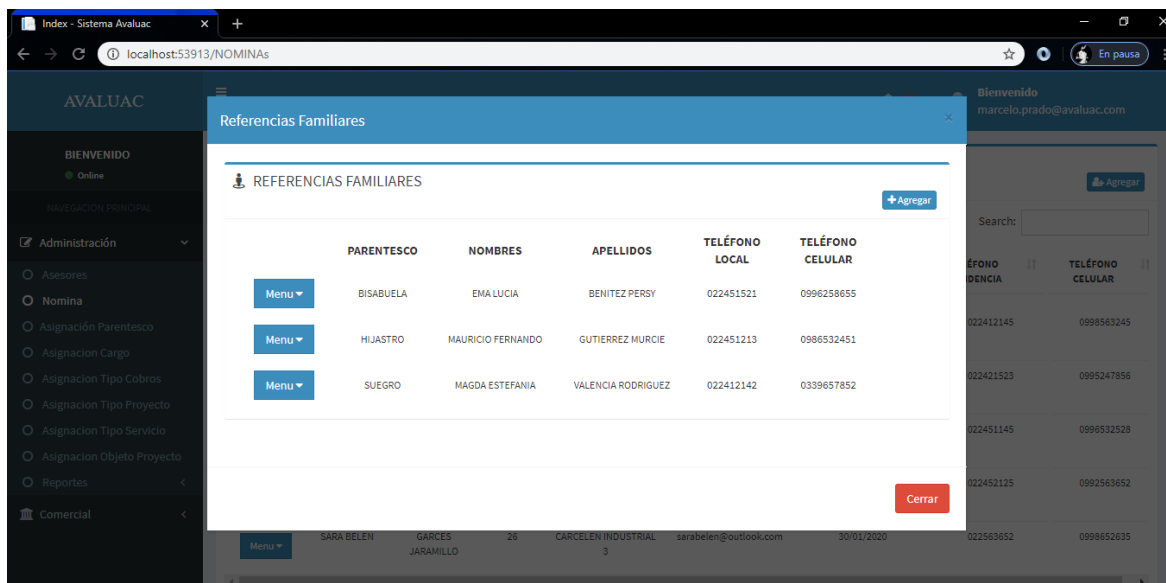 Index - Sistema Avaluac
localhost:53913/NOMINAs
En pausa
AVALUAC
Bienvenido
marcelo.prado@avaluac.com
BIENVENIDO
Online
NAVEGACION PRINCIPAL
Administración
Asesores
Nomina
Asignación Parentesco
Asignacion Cargo
Asignacion Tipo Cobros
Asignacion Tipo Proyecto
Asignacion Tipo Servicio
Asignacion Objeto Proyecto
Reportes
Comercial
Referencias Familiares
×
REFERENCIAS FAMILIARES
Agregar
PARENTESCO NOMBRES APELLIDOS TELÉFONO LOCAL TELÉFONO CELULAR
Menu BISABUELA EMA LUCIA BENITEZ PERSY 022451521 0996258655
Menu HIJASTRO MAURICIO FERNANDO GUTIERREZ MURCIE 022451213 0986532451
Menu SUEGRO MAGDA ESTEFANIA VALENCIA RODRIGUEZ 022412142 0339657852
Cerrar
Agregar
Search:
ÉFONO TELÉFONO
IDENCIA CELULAR
022412145 0998563245
022421523 0995247856
022451145 0996532528
022452125 0992563652
Menu SARA BELEN GARCES JARAMILLO 26 CARCELEN INDUSTRIAL 3 sarabelen@outlook.com 30/01/2020 022563652 0998652635